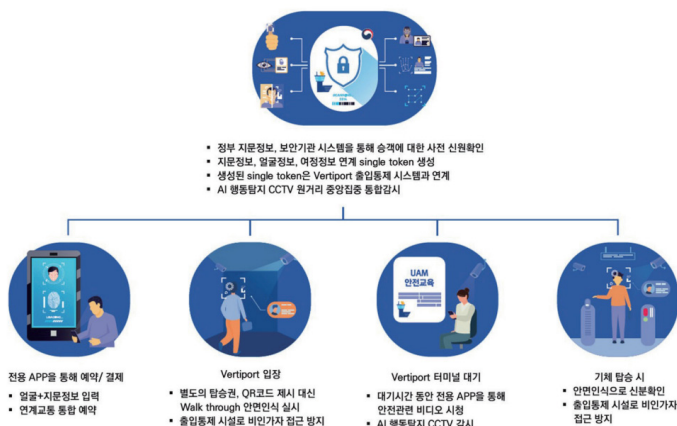 정부 지문정보, 보안기관 시스템을 통해 승객에 대한 사전 신원확인
지문정보, 얼굴정보, 여정정보 연계 single token 생성
생성된 single token은 Vertiport 출입통제 시스템과 연계
AI 행동탐지 CCTV 원거리 중앙집중 통합감시
UAM
안전교육
전용 APP을 통해 예약/ 결제
얼굴+지문정보 입력
연계교통 통합 예약
Vertiport 입장
별도의 탑승권, QR코드 제시 대신
Walk through 안면인식 실시
출입통제 시설로 비인가자 접근 방지
Vertiport 터미널 대기
대기시간 동안 전용 APP을 통해
안전관련 비디오 시청
AI 행동탐지 CCTV 감시
기체 탑승 시
안면인식으로 신분확인
출입통제 시설로 비인가자
접근 방지